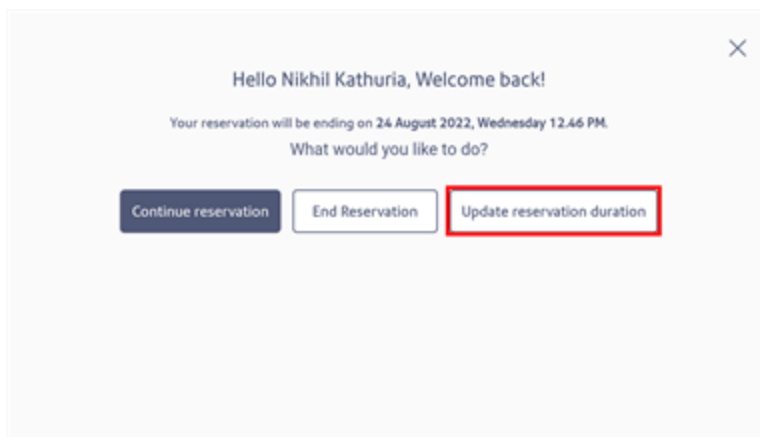 Hello Nikhil Kathuria, Welcome back!
Your reservation will be ending on 24 August 2022, Wednesday 12.46 PM.
What would you like to do?
Continue reservation
End Reservation
Update reservation duration